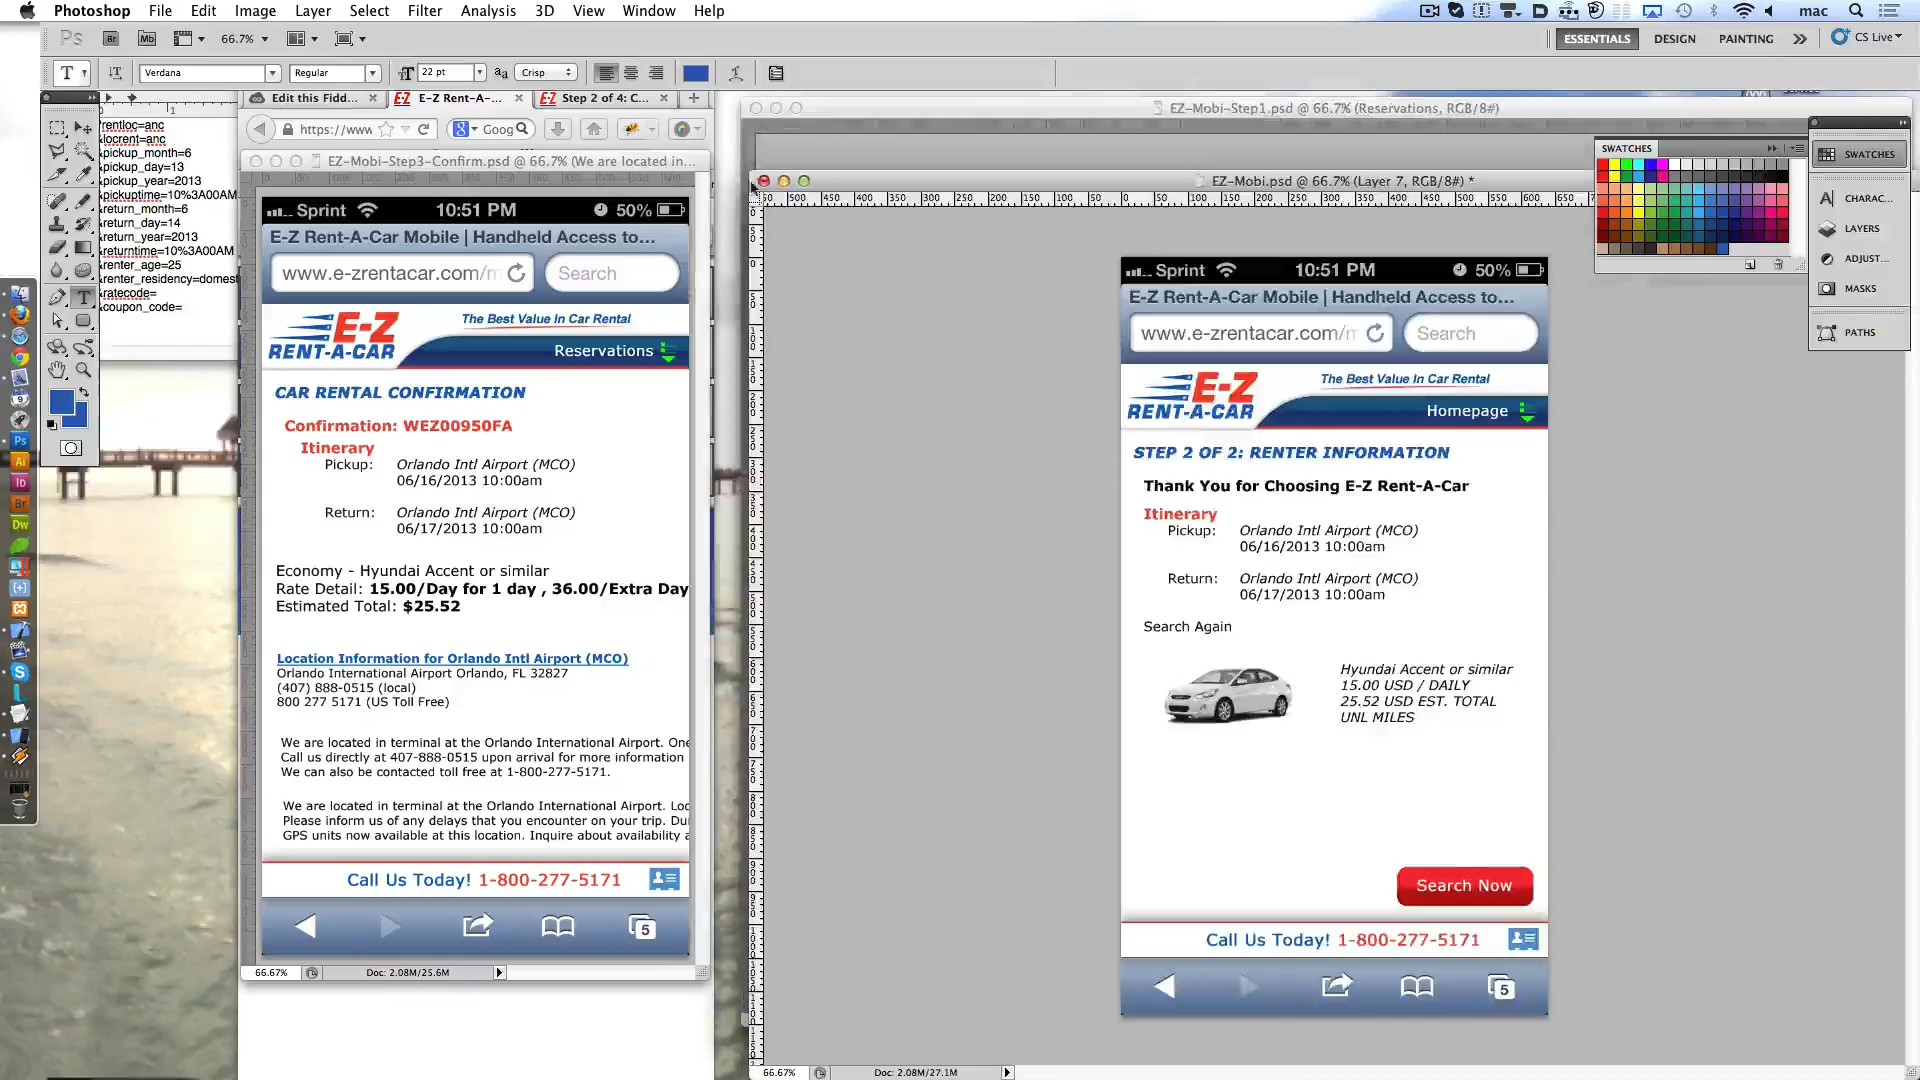 Photoshop File Edit Image Layer Select Filter Analysis 3D View Window Help mac
Ps Br Mb 66.7% ESSENTIALS DESIGN PAINTING CS Live
T Verdana Regular 22 pt aa Crisp
Edit this Fidd... E-Z Rent-A-... Step 2 of 4: C...
https://www Goog
?rentloc=anc
&locrent=anc
&pickup_month=6
&pickup_day=13
&pickup_year=2013
&pickuptime=10%3A00AM
&return_month=6
&return_day=14
&return_year=2013
&returntime=10%3A00AM
&renter_age=25
&renter_residency=domest
&ratecode=
&coupon_code=
EZ-Mobi-Step3-Confirm.psd @ 66.7% (We are located in...
Sprint 10:51 PM 50%
E-Z Rent-A-Car Mobile | Handheld Access to...
www.e-zrentacar.com/m Search
E-Z
RENT-A-CAR
The Best Value In Car Rental
Reservations
CAR RENTAL CONFIRMATION
Confirmation: WEZ00950FA
Itinerary
Pickup: Orlando Intl Airport (MCO)
06/16/2013 10:00am
Return: Orlando Intl Airport (MCO)
06/17/2013 10:00am
Economy - Hyundai Accent or similar
Rate Detail: 15.00/Day for 1 day , 36.00/Extra Day
Estimated Total: $25.52
Location Information for Orlando Intl Airport (MCO)
Orlando International Airport Orlando, FL 32827
(407) 888-0515 (local)
800 277 5171 (US Toll Free)
We are located in terminal at the Orlando International Airport. One
Call us directly at 407-888-0515 upon arrival for more information
We can also be contacted toll free at 1-800-277-5171.
We are located in terminal at the Orlando International Airport. Loc
Please inform us of any delays that you encounter on your trip. Du
GPS units now available at this location. Inquire about availability a
Call Us Today! 1-800-277-5171
5
66.67% Doc: 2.08M/25.6M
EZ-Mobi-Step1.psd @ 66.7% (Reservations, RGB/8#)
EZ-Mobi.psd @ 66.7% (Layer 7, RGB/8#) *
Sprint 10:51 PM 50%
E-Z Rent-A-Car Mobile | Handheld Access to...
www.e-zrentacar.com/m Search
E-Z
RENT-A-CAR
The Best Value In Car Rental
Homepage
STEP 2 OF 2: RENTER INFORMATION
Thank You for Choosing E-Z Rent-A-Car
Itinerary
Pickup: Orlando Intl Airport (MCO)
06/16/2013 10:00am
Return: Orlando Intl Airport (MCO)
06/17/2013 10:00am
Search Again
Hyundai Accent or similar
15.00 USD / DAILY
25.52 USD EST. TOTAL
UNL MILES
Search Now
Call Us Today! 1-800-277-5171
5
66.67% Doc: 2.08M/27.1M
SWATCHES
SWATCHES
CHARAC...
LAYERS
ADJUST...
MASKS
PATHS